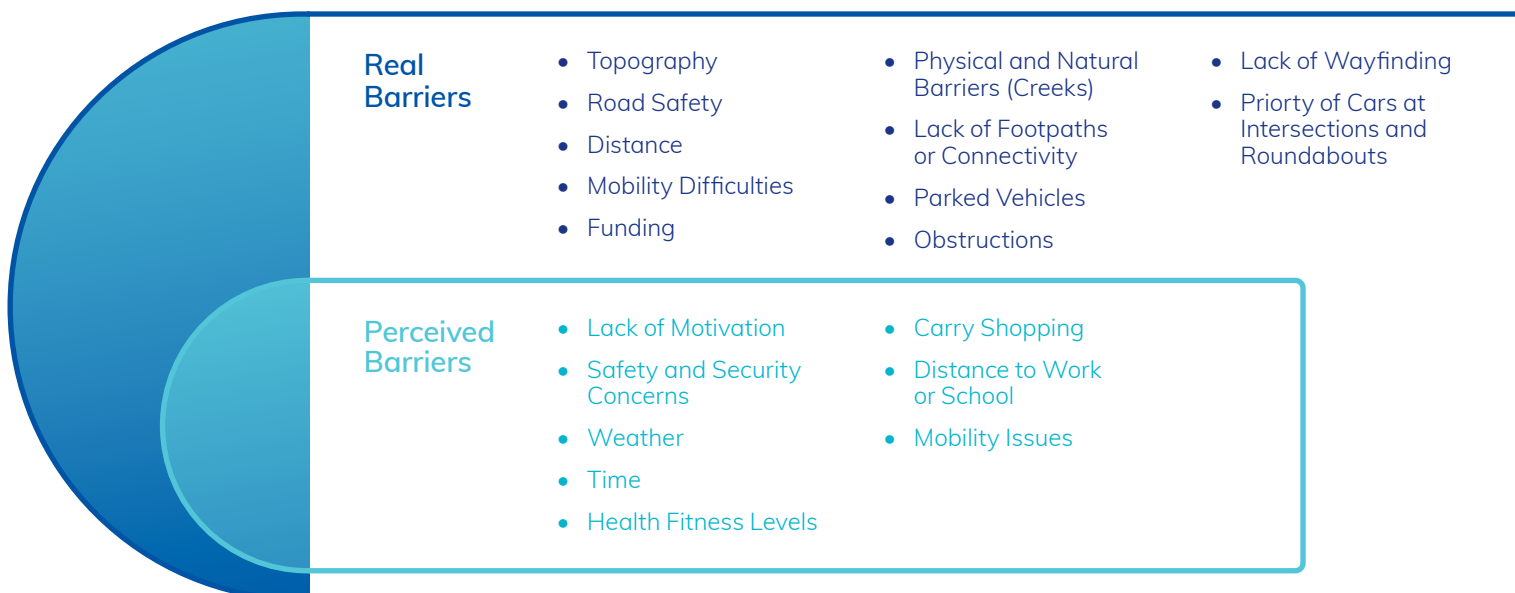 Real
Barriers
• Topography
• Road Safety
• Distance
• Mobility Difficulties
• Funding
• Physical and Natural
Barriers (Creeks)
• Lack of Footpaths
or Connectivity
• Parked Vehicles
• Obstructions
• Lack of Wayfinding
• Priorty of Cars at
Intersections and
Roundabouts
Perceived
Barriers
• Lack of Motivation
• Safety and Security
Concerns
• Weather
• Time
• Health Fitness Levels
• Carry Shopping
• Distance to Work
or School
• Mobility Issues